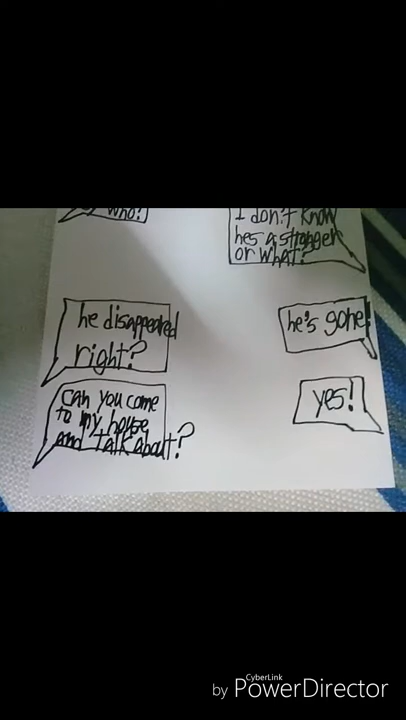 who?
I don't know
hes a stranger
or what?
he disappeared
right?
he's gone!
can you come
to my house
and talk about?
yes!
CyberLink
by PowerDirector